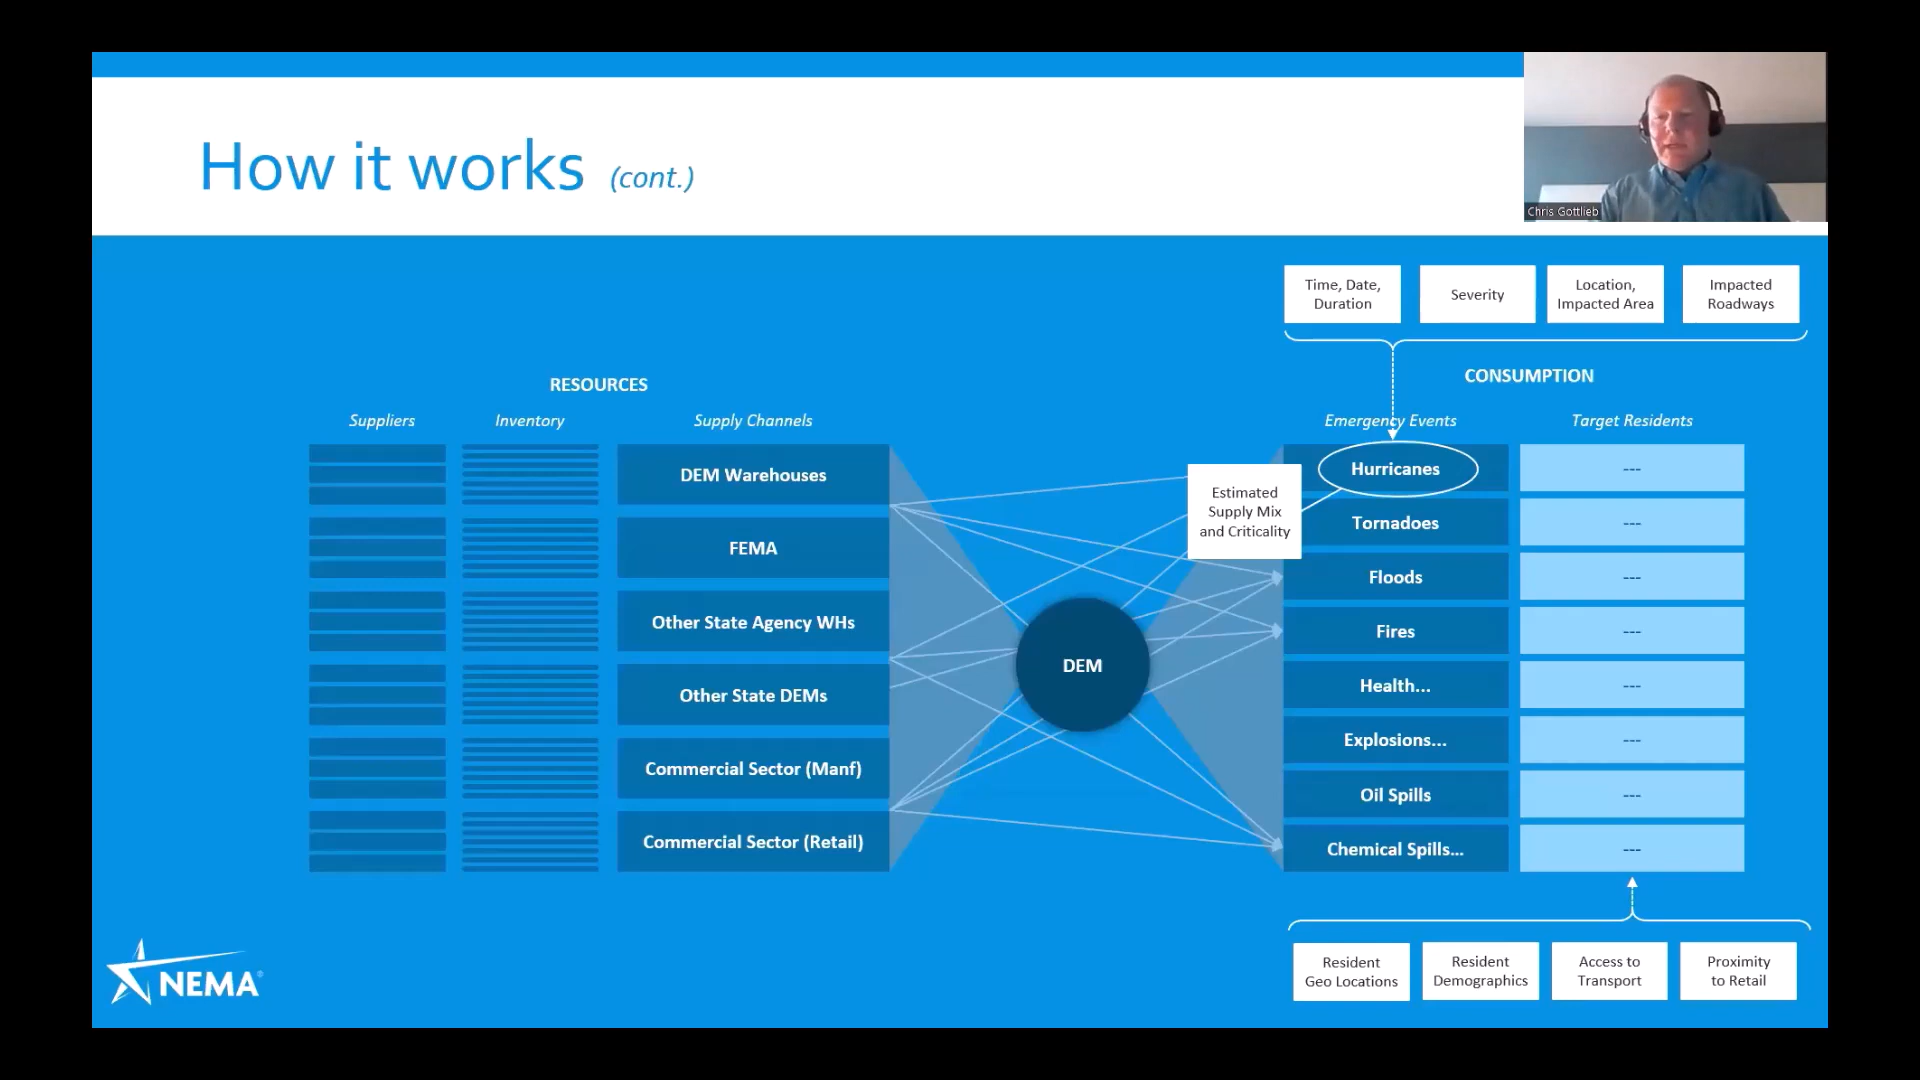 How it works (cont.)
Chris Gottlieb
Time, Date,
Duration
Severity
Location,
Impacted Area
Impacted
Roadways
RESOURCES
CONSUMPTION
Suppliers
Inventory
Supply Channels
Emergency Events
Target Residents
DEM Warehouses
FEMA
Other State Agency WHs
Other State DEMs
Commercial Sector (Manf)
Commercial Sector (Retail)
DEM
Estimated
Supply Mix
and Criticality
Hurricanes
---
Tornadoes
---
Floods
---
Fires
---
Health...
---
Explosions...
---
Oil Spills
---
Chemical Spills...
---
Resident
Geo Locations
Resident
Demographics
Access to
Transport
Proximity
to Retail
NEMA®